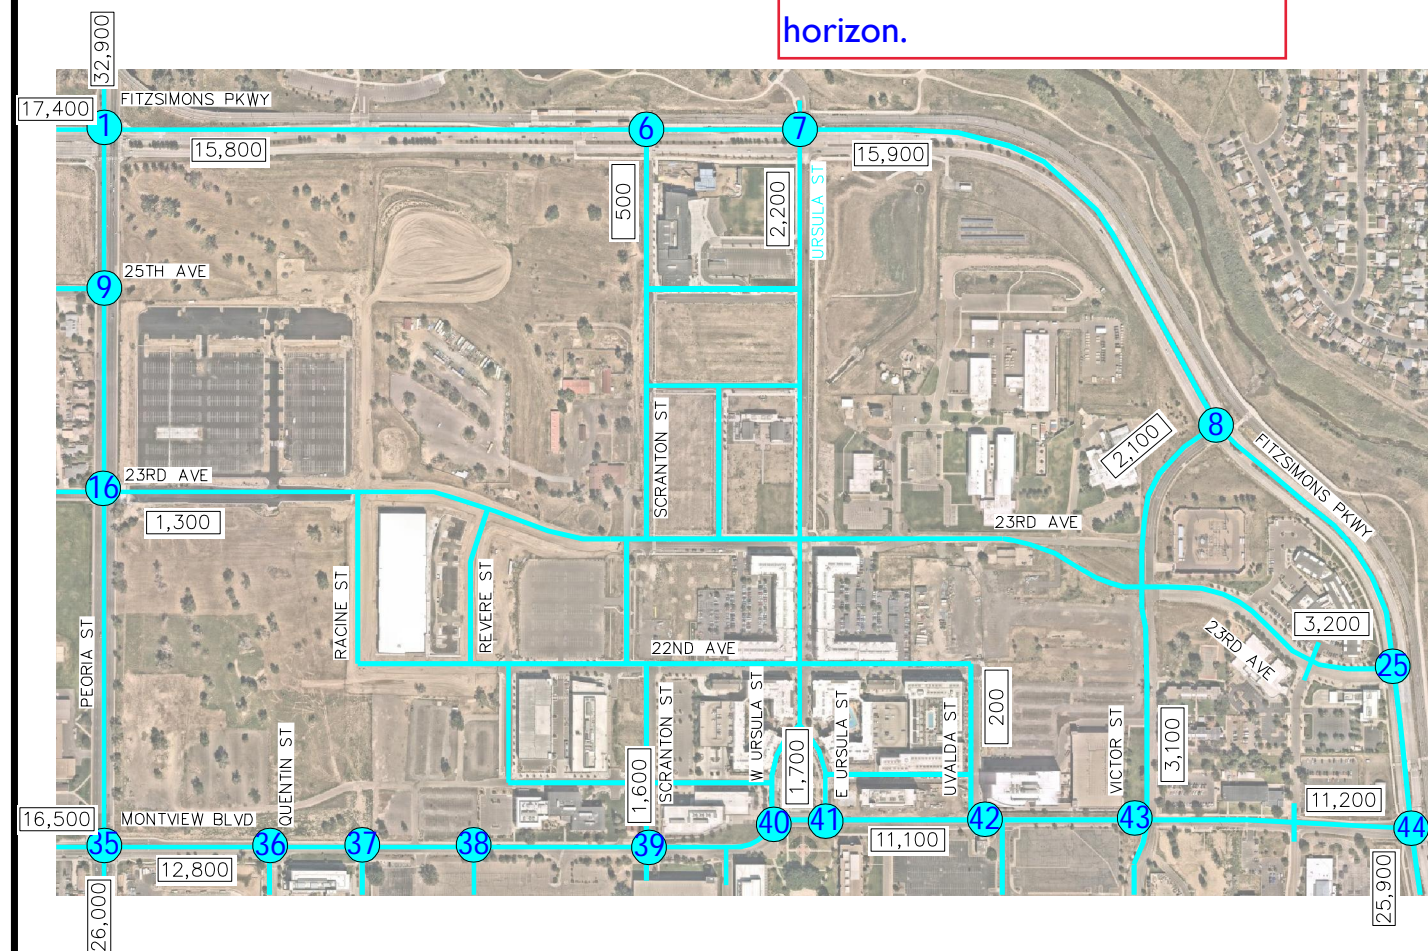 horizon.
32,900
17,400
FITZSIMONS PKWY
1
6
7
15,800
15,900
500
2,200
URSULA ST
25TH AVE
9
8
2,100
FITZSIMONS PKWY
SCRANTON ST
23RD AVE
16
1,300
23RD AVE
RACINE ST
REVERE ST
22ND AVE
3,200
23RD AVE
25
PEORIA ST
QUENTIN ST
SCRANTON ST
W URSULA ST
E URSULA ST
UVALDA ST
200
VICTOR ST
3,100
1,600
1,700
11,200
16,500
MONTVIEW BLVD
35
36
37
38
39
40
41
42
43
44
12,800
11,100
26,000
25,900